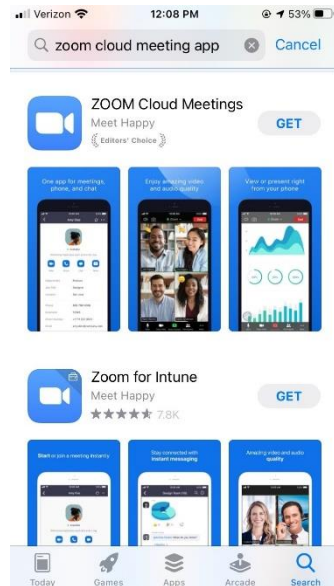 Verizon 12:08 PM 53%
zoom cloud meeting app Cancel
ZOOM Cloud Meetings
Meet Happy
Editors' Choice
GET
One app for meetings,
phone, and chat
Enjoy amazing video
and audio quality
View or present right
from your phone
Zoom for Intune
Meet Happy
7.8K
GET
Start or join a meeting instantly
Stay connected with
instant messaging
Amazing video and audio
quality
Today Games Apps Arcade Search